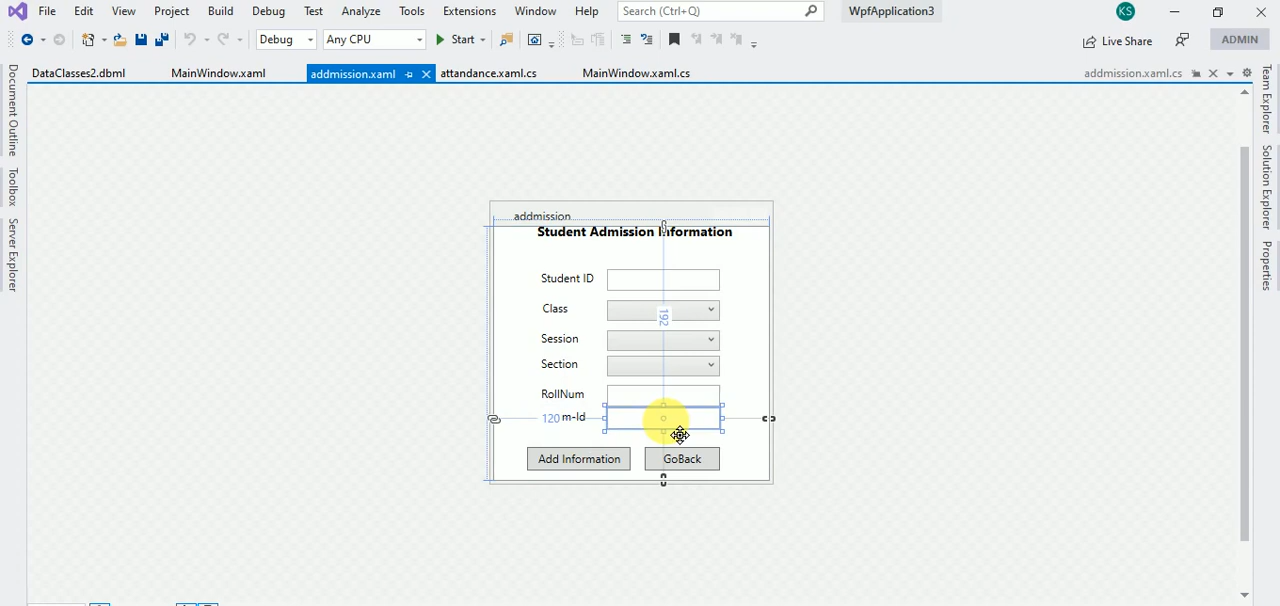 File Edit View Project Build Debug Test Analyze Tools Extensions Window Help Search (Ctrl+Q) WpfApplication3 KS
Debug Any CPU Start Live Share ADMIN
DataClasses2.dbml MainWindow.xaml addmission.xaml attandance.xaml.cs MainWindow.xaml.cs addmission.xaml.cs
Document Outline
Toolbox
Server Explorer
addmission
Student Admission Information
Student ID
Class
192
Session
Section
RollNum
120 m-Id
Add Information GoBack
Team Explorer
Solution Explorer
Properties